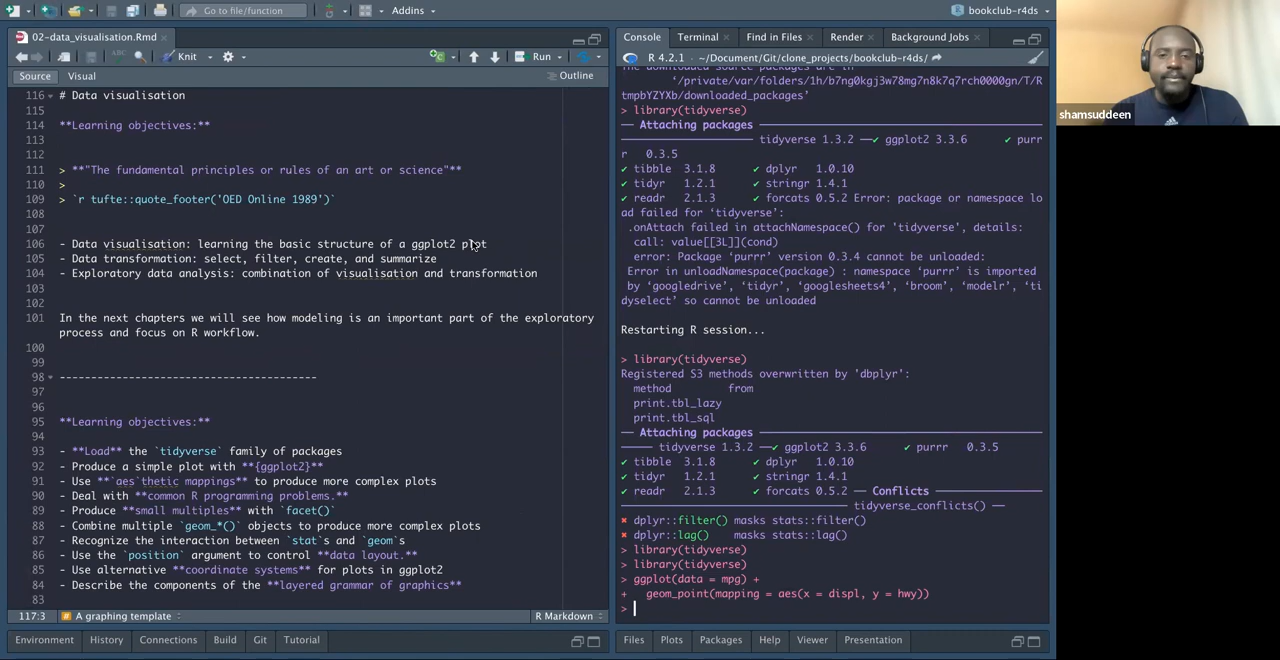 Go to file/function
Addins
bookclub-r4ds
02-data_visualisation.Rmd
Knit
Run
Source
Visual
Outline
116 # Data visualisation
115
114 **Learning objectives:**
113
112
111 > **"The fundamental principles or rules of an art or science"**
110 >
109 > `r tufte::quote_footer('OED Online 1989')`
108
107
106 - Data visualisation: learning the basic structure of a ggplot2 plot
105 - Data transformation: select, filter, create, and summarize
104 - Exploratory data analysis: combination of visualisation and transformation
103
102
101 In the next chapters we will see how modeling is an important part of the exploratory
process and focus on R workflow.
100
99
98 ----------------------------------------
97
96
95 **Learning objectives:**
94
93 - **Load** the `tidyverse` family of packages
92 - Produce a simple plot with **{ggplot2}**
91 - Use **`aes`thetic mappings** to produce more complex plots
90 - Deal with **common R programming problems.**
89 - Produce **small multiples** with `facet()`
88 - Combine multiple `geom_*()` objects to produce more complex plots
87 - Recognize the interaction between `stat`s and `geom`s
86 - Use the `position` argument to control **data layout.**
85 - Use alternative **coordinate systems** for plots in ggplot2
84 - Describe the components of the **layered grammar of graphics**
83
117:3
A graphing template
R Markdown
Environment
History
Connections
Build
Git
Tutorial
Console
Terminal
Find in Files
Render
Background Jobs
R 4.2.1 · ~/Documents/Git/clone_projects/bookclub-r4ds/
The downloaded source packages are in
‘/private/var/folders/1h/b7ng0kgj3w78mg7n8k7q7rch0000gn/T/R
tmpbYZYXb/downloaded_packages’
> library(tidyverse)
── Attaching packages ──
tidyverse 1.3.2 ──✔ ggplot2 3.3.6 ✔ pur
r 0.3.5
✔ tibble 3.1.8 ✔ dplyr 1.0.10
✔ tidyr 1.2.1 ✔ stringr 1.4.1
✔ readr 2.1.3 ✔ forcats 0.5.2 Error: package or namespace lo
ad failed for ‘tidyverse’:
.onAttach failed in attachNamespace() for 'tidyverse', details:
call: value[[3L]](cond)
error: Package ‘purrr’ version 0.3.4 cannot be unloaded:
Error in unloadNamespace(package) : namespace ‘purrr’ is imported
by ‘googledrive’, ‘tidyr’, ‘googlesheets4’, ‘broom’, ‘modelr’, ‘ti
dyselect’ so cannot be unloaded
Restarting R session...
> library(tidyverse)
Registered S3 methods overwritten by 'dbplyr':
method from
print.tbl_lazy
print.tbl_sql
── Attaching packages ──
── tidyverse 1.3.2 ──✔ ggplot2 3.3.6 ✔ purrr 0.3.5
✔ tibble 3.1.8 ✔ dplyr 1.0.10
✔ tidyr 1.2.1 ✔ stringr 1.4.1
✔ readr 2.1.3 ✔ forcats 0.5.2 ── Conflicts ──
── tidyverse_conflicts() ──
✖ dplyr::filter() masks stats::filter()
✖ dplyr::lag() masks stats::lag()
> library(tidyverse)
> library(tidyverse)
> ggplot(data = mpg) +
+ geom_point(mapping = aes(x = displ, y = hwy))
>
Files
Plots
Packages
Help
Viewer
Presentation
shamsuddeen